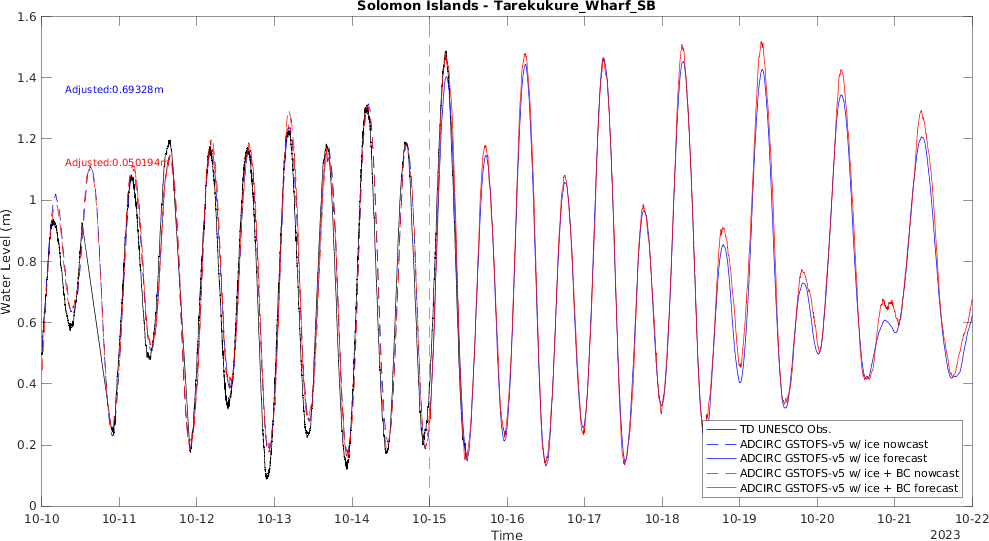 Solomon Islands - Tarekukure_Wharf_SB
1.6
1.4
1.2
1
0.8
0.6
0.4
0.2
0
Water Level (m)
Adjusted:0.69328m
Adjusted:0.050194m
TD UNESCO Obs.
ADCIRC GSTOFS-v5 w/ ice nowcast
ADCIRC GSTOFS-v5 w/ ice forecast
ADCIRC GSTOFS-v5 w/ ice + BC nowcast
ADCIRC GSTOFS-v5 w/ ice + BC forecast
10-10 10-11 10-12 10-13 10-14 10-15 10-16 10-17 10-18 10-19 10-20 10-21 10-22
Time
2023